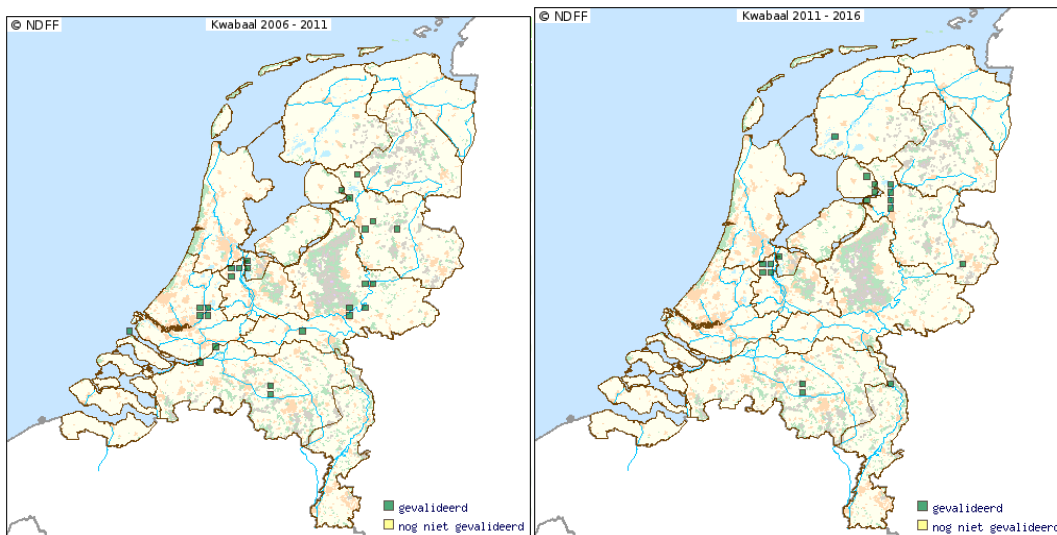 © NDFF
Kwabaal 2006 - 2011
gevalideerd
nog niet gevalideerd
© NDFF
Kwabaal 2011 - 2016
gevalideerd
nog niet gevalideerd